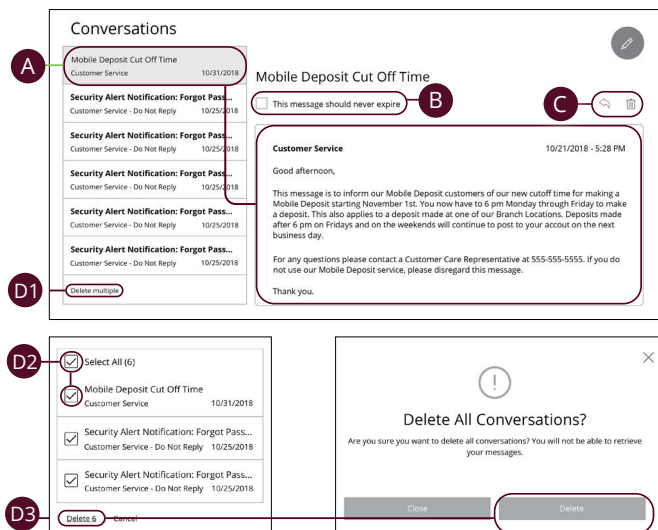 Conversations
A
Mobile Deposit Cut Off Time
Customer Service 10/31/2018
Security Alert Notification: Forgot Pass...
Customer Service - Do Not Reply 10/25/2018
Security Alert Notification: Forgot Pass...
Customer Service - Do Not Reply 10/25/2018
Security Alert Notification: Forgot Pass...
Customer Service - Do Not Reply 10/25/2018
Security Alert Notification: Forgot Pass...
Customer Service - Do Not Reply 10/25/2018
Security Alert Notification: Forgot Pass...
Customer Service - Do Not Reply 10/25/2018
D1
Delete multiple
Mobile Deposit Cut Off Time
This message should never expire
B
C
Customer Service 10/21/2018 - 5:28 PM
Good afternoon,
This message is to inform our Mobile Deposit customers of our new cutoff time for making a
Mobile Deposit starting November 1st. You now have to 6 pm Monday through Friday to make
a deposit. This also applies to a deposit made at one of our Branch Locations. Deposits made
after 6 pm on Fridays and on the weekends will continue to post to your accout on the next
business day.
For any questions please contact a Customer Care Representative at 555-555-5555. If you do
not use our Mobile Deposit service, please disregard this message.
Thank you.
D2
Select All (6)
Mobile Deposit Cut Off Time
Customer Service 10/31/2018
Security Alert Notification: Forgot Pass...
Customer Service - Do Not Reply 10/25/2018
Security Alert Notification: Forgot Pass...
Customer Service - Do Not Reply 10/25/2018
D3
Delete 6 Cancel
Delete All Conversations?
Are you sure you want to delete all conversations? You will not be able to retrieve
your messages.
Close Delete